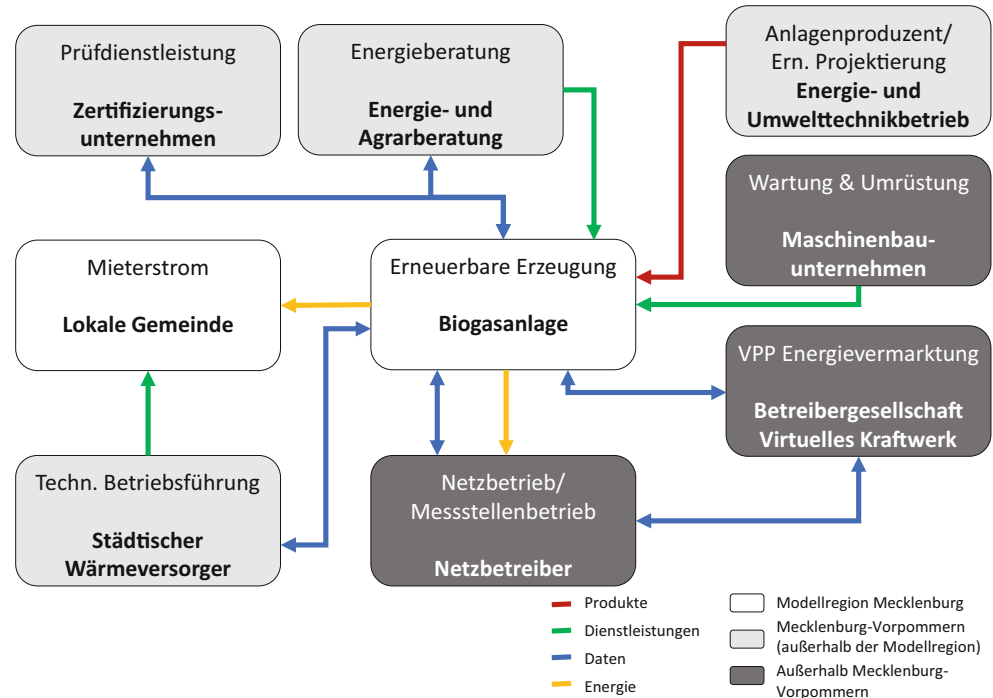 Prüfdienstleistung
Zertifizierungs-
unternehmen
Energieberatung
Energie- und
Agrarberatung
Anlagenproduzent/
Ern. Projektierung
Energie- und
Umwelttechnikbetrieb
Wartung & Umrüstung
Maschinenbau-
unternehmen
Mieterstrom
Lokale Gemeinde
Erneuerbare Erzeugung
Biogasanlage
VPP Energievermarktung
Betreibergesellschaft
Virtuelles Kraftwerk
Techn. Betriebsführung
Städtischer
Wärmeversorger
Netzbetrieb/
Messstellenbetrieb
Netzbetreiber
Produkte
Dienstleistungen
Daten
Energie
Modellregion Mecklenburg
Mecklenburg-Vorpommern
(außerhalb der Modellregion)
Außerhalb Mecklenburg-
Vorpommern